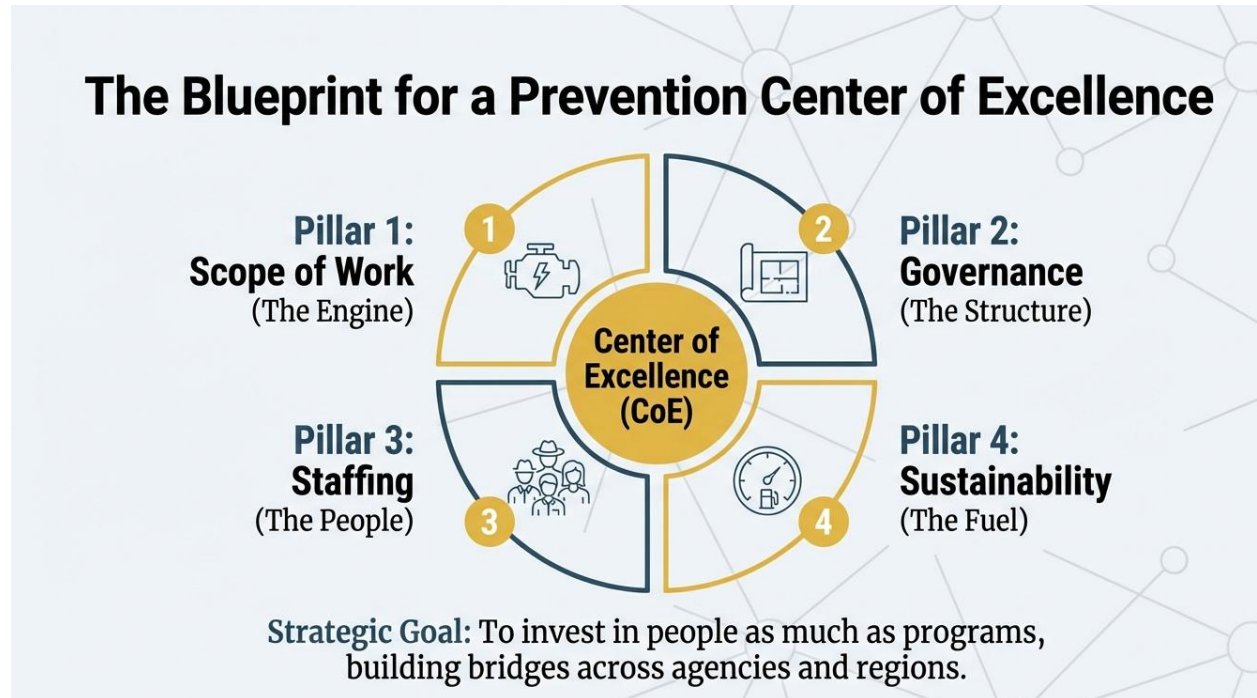 The Blueprint for a Prevention Center of Excellence
1
Pillar 1:
Scope of Work
(The Engine)
2
Pillar 2:
Governance
(The Structure)
Center of
Excellence
(CoE)
3
Pillar 3:
Staffing
(The People)
4
Pillar 4:
Sustainability
(The Fuel)
Strategic Goal: To invest in people as much as programs,
building bridges across agencies and regions.